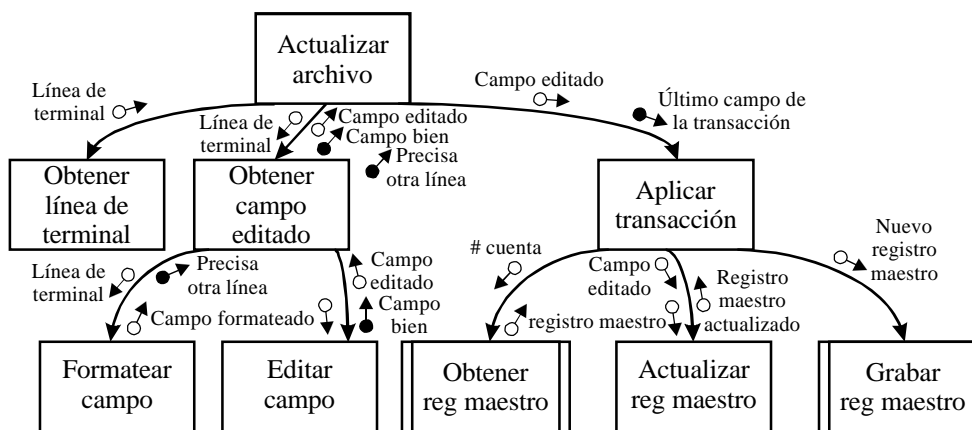 Actualizar
archivo
Línea de
terminal
Línea de
terminal
Campo editado
Campo bien
Precisa
otra línea
Campo editado
Último campo de
la transacción
Obtener
línea de
terminal
Obtener
campo
editado
Aplicar
transacción
Línea de
terminal
Precisa
otra línea
Campo formateado
Campo
editado
Campo
bien
# cuenta
registro maestro
Campo
editado
Registro
maestro
actualizado
Nuevo
registro
maestro
Formatear
campo
Editar
campo
Obtener
reg maestro
Actualizar
reg maestro
Grabar
reg maestro